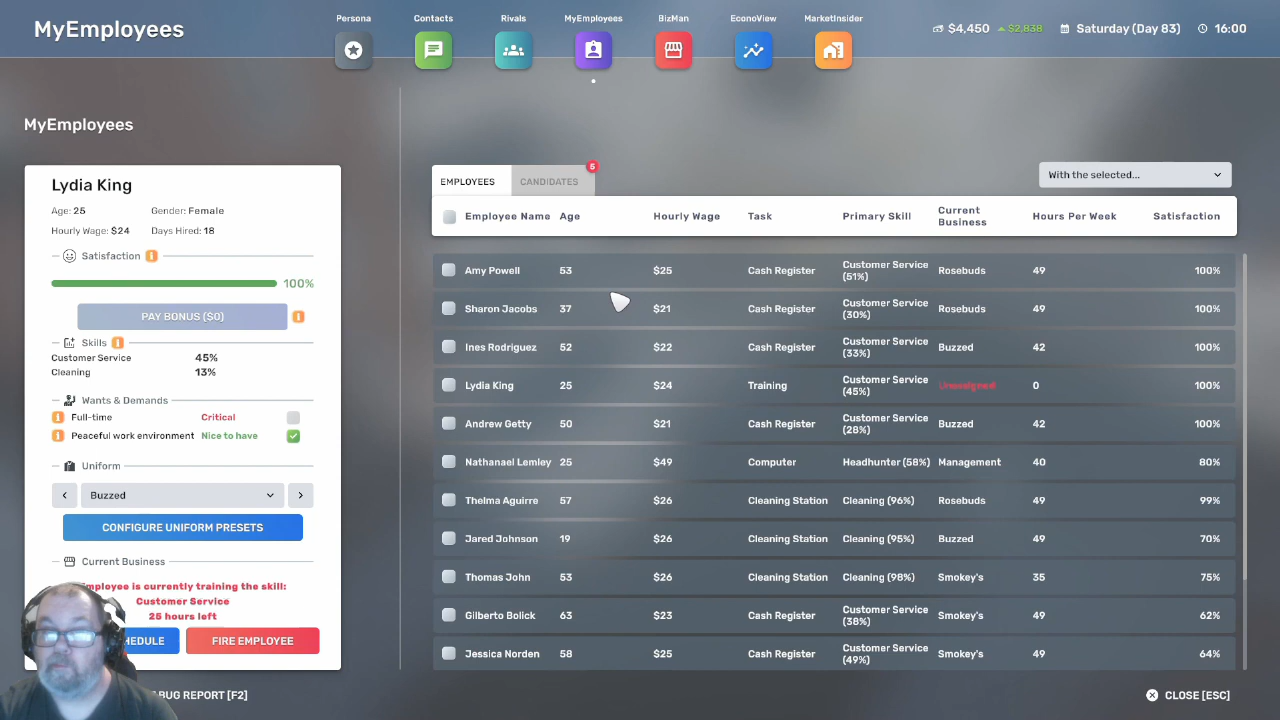 MyEmployees
Persona
Contacts
Rivals
MyEmployees
BizMan
EconoView
MarketInsider
$4,450 $2,838
Saturday (Day 83)
16:00
MyEmployees
Lydia King
Age: 25 Gender: Female
Hourly Wage: $24 Days Hired: 18
Satisfaction
100%
PAY BONUS ($0)
Skills
Customer Service 45%
Cleaning 13%
Wants & Demands
Full-time Critical
Peaceful work environment Nice to have
Uniform
Buzzed
CONFIGURE UNIFORM PRESETS
Current Business
Employee is currently training the skill:
Customer Service
25 hours left
FIRE EMPLOYEE
BUG REPORT [F2]
EMPLOYEES
CANDIDATES
5
With the selected...
Employee Name Age Hourly Wage Task Primary Skill Current Business Hours Per Week Satisfaction
Amy Powell 53 $25 Cash Register Customer Service (51%) Rosebuds 49 100%
Sharon Jacobs 37 $21 Cash Register Customer Service (30%) Rosebuds 49 100%
Ines Rodriguez 52 $22 Cash Register Customer Service (33%) Buzzed 42 100%
Lydia King 25 $24 Training Customer Service (45%) Unassigned 0 100%
Andrew Getty 50 $21 Cash Register Customer Service (28%) Buzzed 42 100%
Nathanael Lemley 25 $49 Computer Headhunter (58%) Management 40 80%
Thelma Aguirre 57 $26 Cleaning Station Cleaning (96%) Rosebuds 49 99%
Jared Johnson 19 $26 Cleaning Station Cleaning (95%) Buzzed 49 70%
Thomas John 53 $26 Cleaning Station Cleaning (98%) Smokey's 35 75%
Gilberto Bolick 63 $23 Cash Register Customer Service (38%) Smokey's 49 62%
Jessica Norden 58 $25 Cash Register Customer Service (49%) Smokey's 49 64%
CLOSE [ESC]